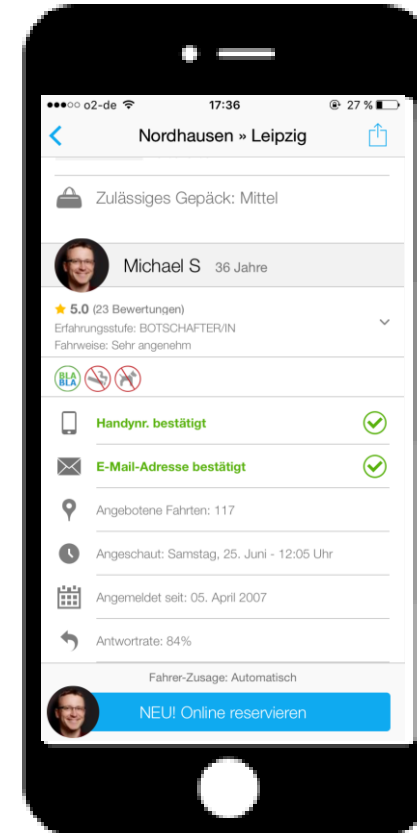 o2-de 17:36 27 %
Nordhausen » Leipzig
Zulässiges Gepäck: Mittel
Michael S 36 Jahre
5.0 (23 Bewertungen)
Erfahrungsstufe: BOTSCHAFTER/IN
Fahrweise: Sehr angenehm
BLA
BLA
Handynr. bestätigt
E-Mail-Adresse bestätigt
Angebotene Fahrten: 117
Angeschaut: Samstag, 25. Juni - 12:05 Uhr
Angemeldet seit: 05. April 2007
Antwortrate: 84%
Fahrer-Zusage: Automatisch
NEU! Online reservieren